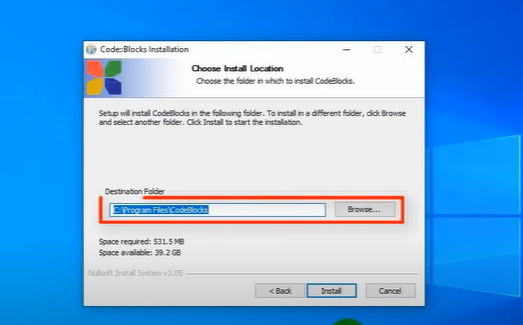 Code::Blocks Installation
Choose Install Location
Choose the folder in which to install CodeBlocks.
Setup will install CodeBlocks in the following folder. To install in a different folder, click Browse
and select another folder. Click Install to start the installation.
Destination Folder
C:\Program Files\CodeBlocks
Browse...
Space required: 531.5 MB
Space available: 39.2 GB
Nullsoft Install System v3.05
< Back
Install
Cancel